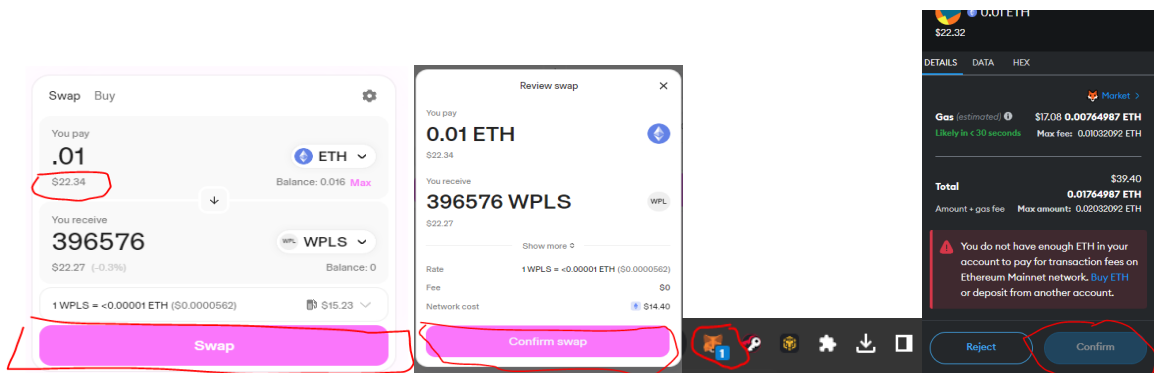 Swap Buy
You pay
.01
ETH
$22.34
Balance: 0.016 Max
You receive
396576
WPL WPLS
$22.27 (-0.3%)
Balance: 0
1 WPLS = <0.00001 ETH ($0.0000562)
$15.23
Swap
Review swap
You pay
0.01 ETH
$22.34
You receive
396576 WPLS
WPL
$22.27
Show more
Rate
1 WPLS = <0.00001 ETH ($0.0000562)
Fee
$0
Network cost
$14.40
Confirm swap
1
0.01 ETH
$22.32
DETAILS DATA HEX
Market >
Gas (estimated) $17.08 0.00764987 ETH
Likely in < 30 seconds Max fee: 0.01032092 ETH
$39.40
Total
0.01764987 ETH
Amount + gas fee Max amount: 0.02032092 ETH
You do not have enough ETH in your
account to pay for transaction fees on
Ethereum Mainnet network. Buy ETH
or deposit from another account.
Reject
Confirm